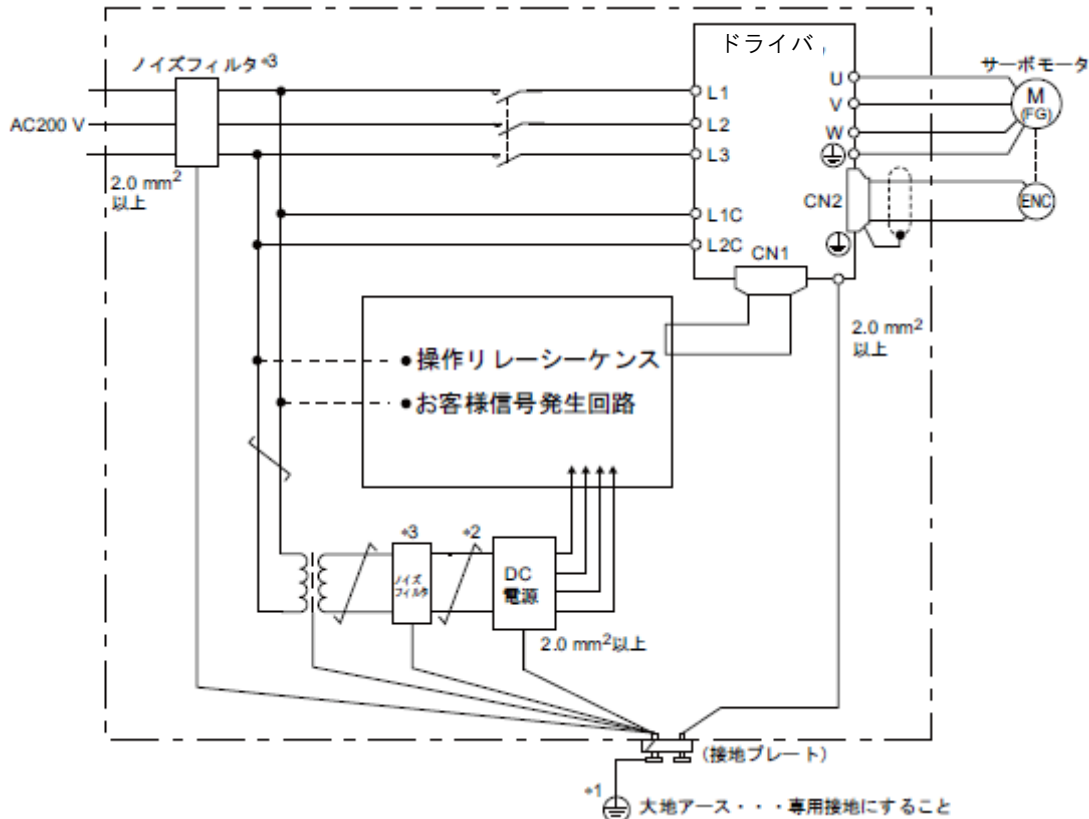 ドライバ
ノイズフィルタ*3
サーボモータ
U
L1
V
M
(FG)
AC200 V
L2
W
L3
2.0 mm²
以上
CN2
ENC
L1C
L2C
CN1
2.0 mm²
以上
●操作リレーシーケンス
●お客様信号発生回路
*3
*2
ノイズ
フィルタ
DC
電源
2.0 mm²以上
(接地プレート)
*1
大地アース・・・専用接地にすること